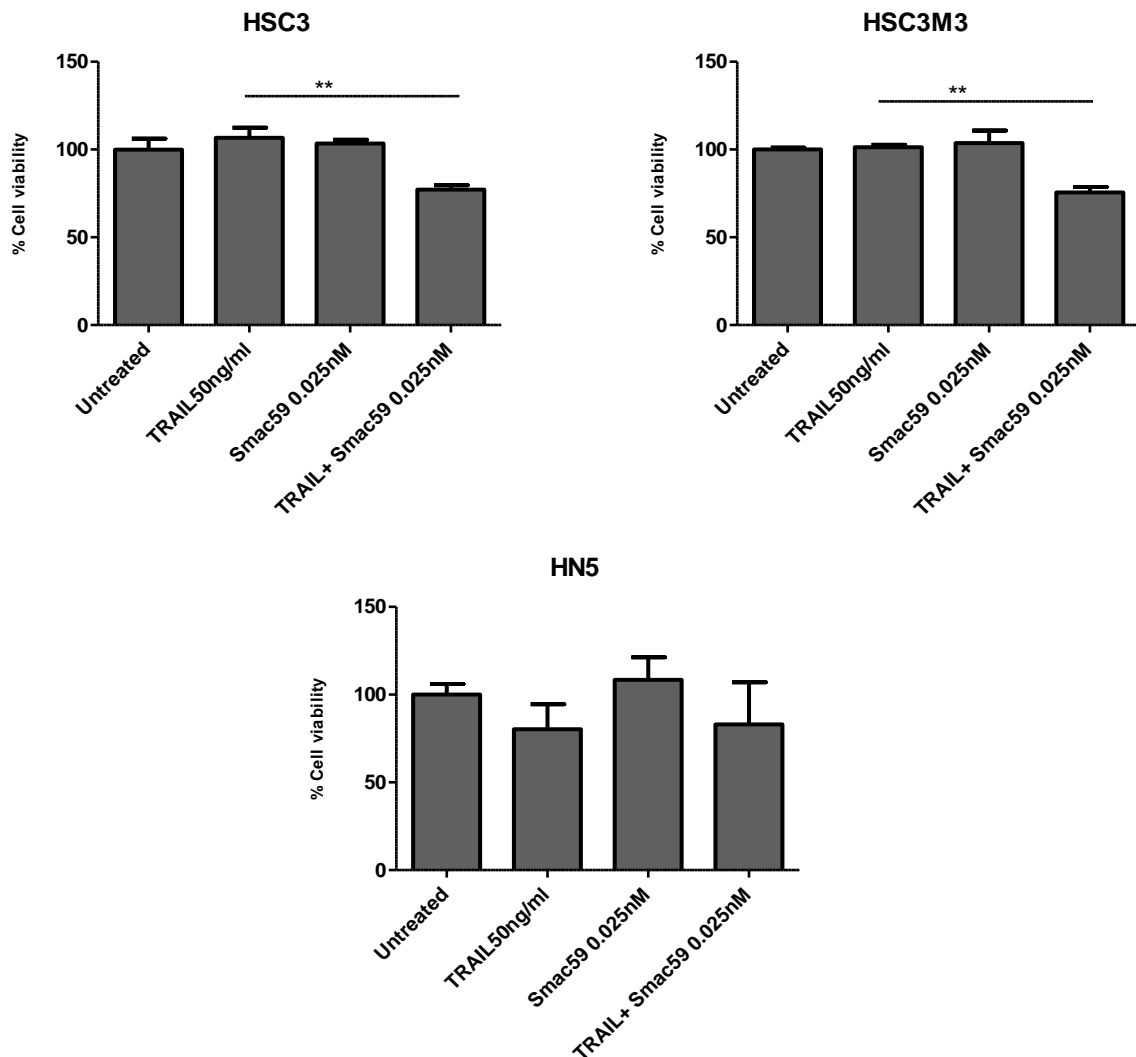 HSC3
150
100
50
0
% Cell viability
**
Untreated
TRAIL50ng/ml
Smac59 0.025nM
TRAIL+ Smac59 0.025nM
HSC3M3
150
100
50
0
% Cell viability
**
Untreated
TRAIL50ng/ml
Smac59 0.025nM
TRAIL+ Smac59 0.025nM
HN5
150
100
50
0
% Cell viability
Untreated
TRAIL50ng/ml
Smac59 0.025nM
TRAIL+ Smac59 0.025nM